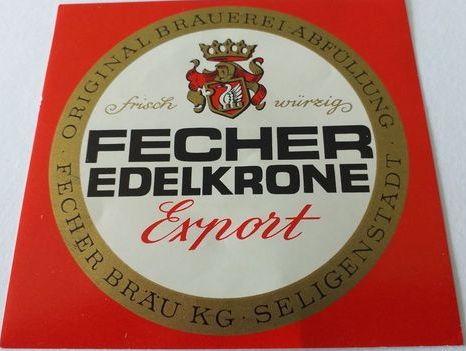 ORIGINAL BRAUEREI-ABFÜLLUNG
frisch würzig
FECHER
EDELKRONE
Export
· FECHER BRÄU KG · SELIGENSTADT ·